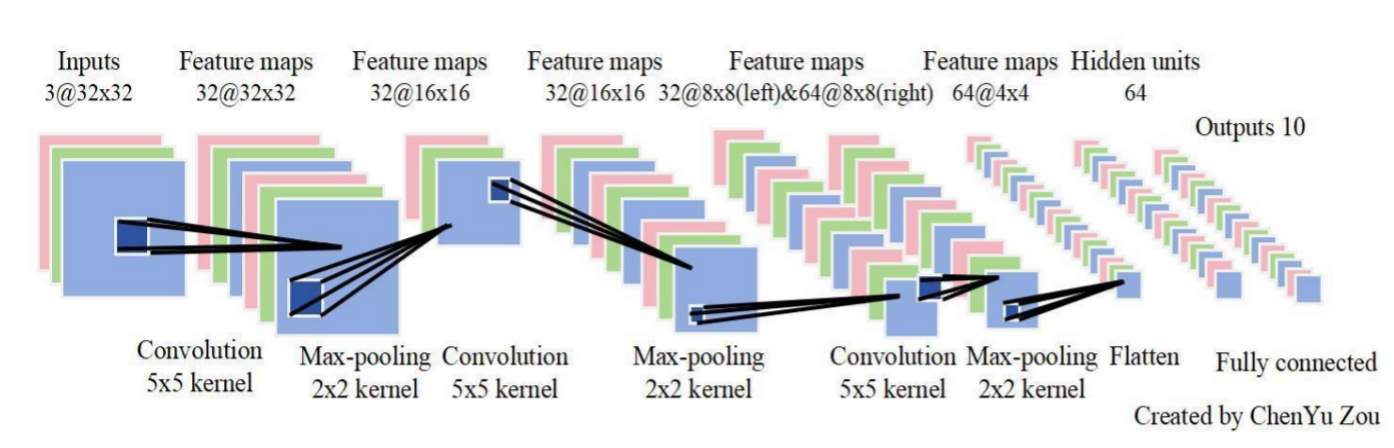 Inputs
3@32x32
Feature maps
32@32x32
Feature maps
32@16x16
Feature maps
32@16x16
Feature maps
32@8x8(left)&64@8x8(right)
Feature maps
64@4x4
Hidden units
64
Outputs 10
Convolution
5x5 kernel
Max-pooling
2x2 kernel
Convolution
5x5 kernel
Max-pooling
2x2 kernel
Convolution
5x5 kernel
Max-pooling
2x2 kernel
Flatten
Fully connected
Created by ChenYu Zou